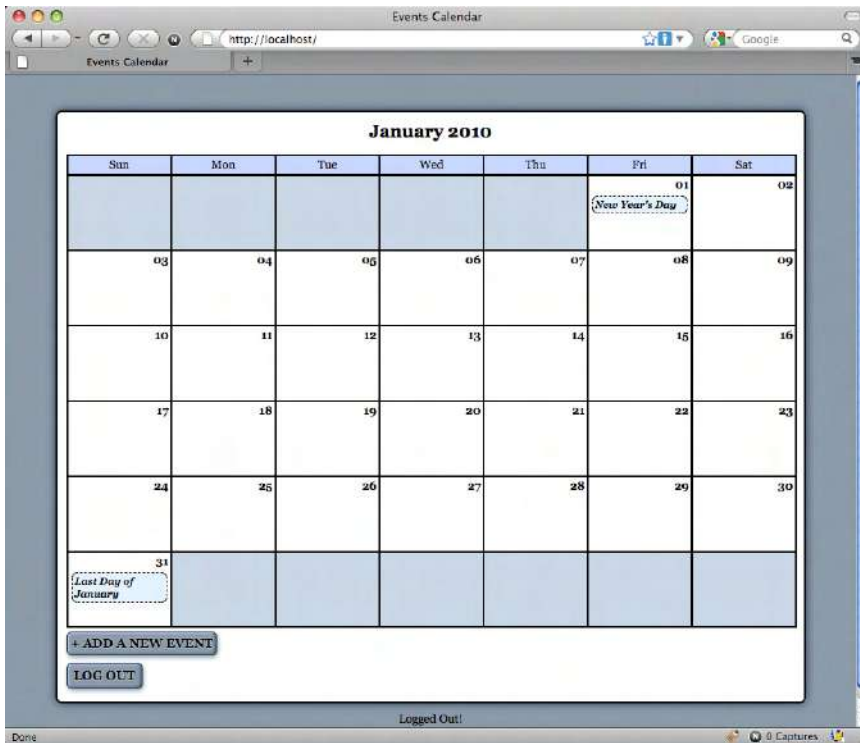 Events Calendar
http://localhost/
Google
Events Calendar
January 2010
Sun Mon Tue Wed Thu Fri Sat
01 02
New Year's Day
03 04 05 06 07 08 09
10 11 12 13 14 15 16
17 18 19 20 21 22 23
24 25 26 27 28 29 30
31
Last Day of
January
+ ADD A NEW EVENT
LOG OUT
Logged Out!
Done
0 Captures